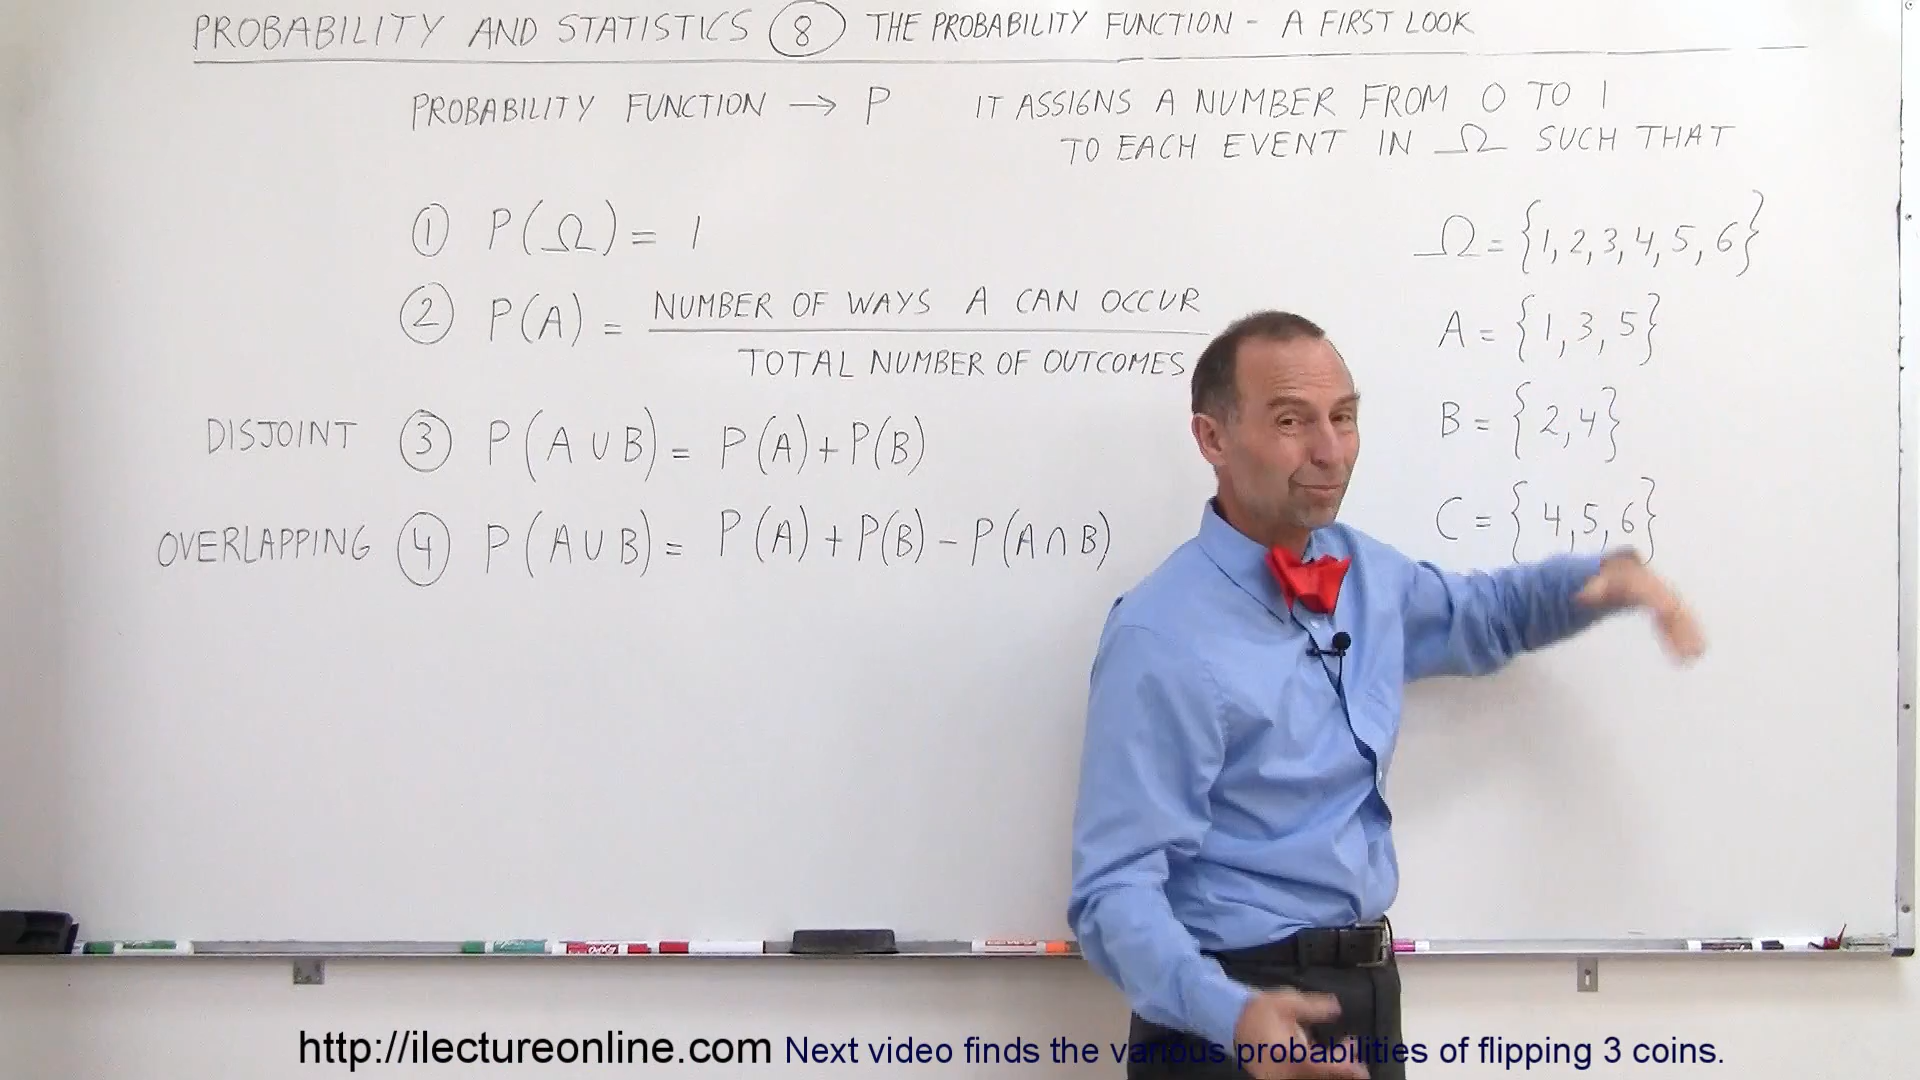 PROBABILITY AND STATISTICS ⑧ THE PROBABILITY FUNCTION - A FIRST LOOK
PROBABILITY FUNCTION → P IT ASSIGNS A NUMBER FROM 0 TO 1
TO EACH EVENT IN Ω SUCH THAT
① P(Ω) = 1
② P(A) = NUMBER OF WAYS A CAN OCCUR
TOTAL NUMBER OF OUTCOMES
DISJOINT ③ P(A∪B) = P(A)+P(B)
OVERLAPPING ④ P(A∪B) = P(A)+P(B)-P(A∩B)
Ω = {1,2,3,4,5,6}
A = {1,3,5}
B = {2,4}
C = {4,5,6}
http://ilectureonline.com Next video finds the various probabilities of flipping 3 coins.